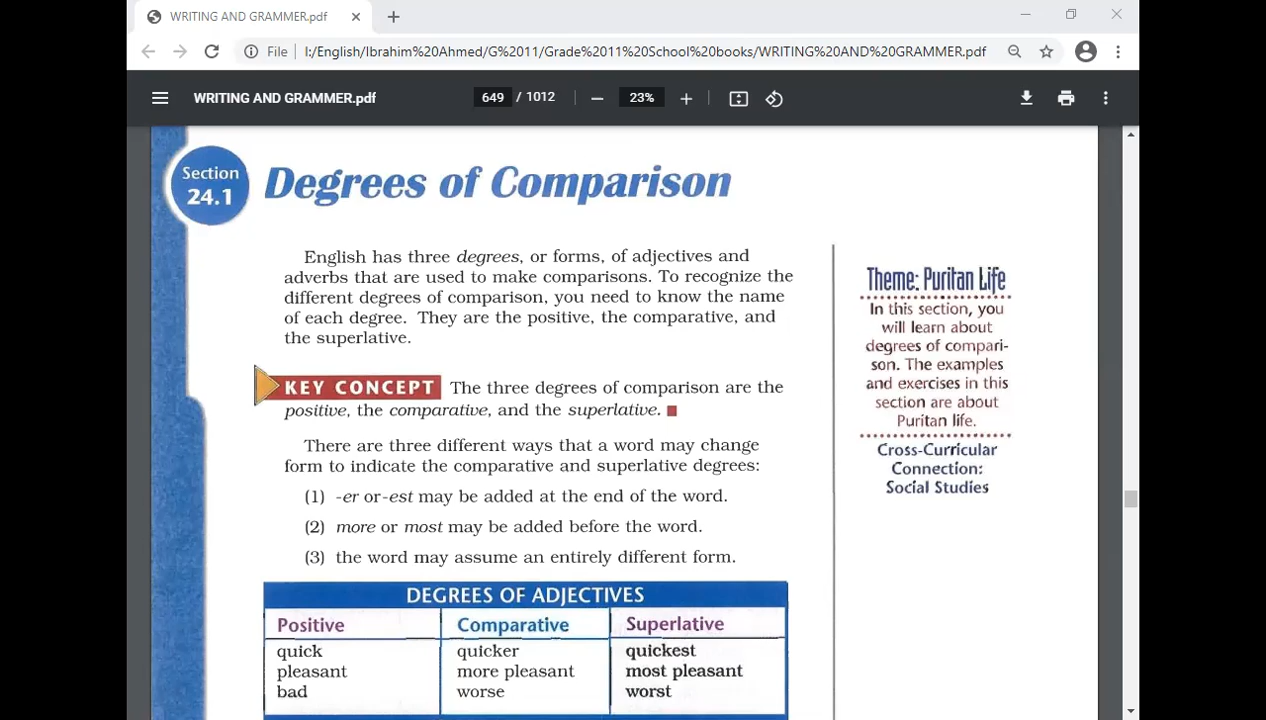 WRITING AND GRAMMER.pdf
File
I:/English/Ibrahim%20Ahmed/G%2011/Grade%2011%20School%20books/WRITING%20AND%20GRAMMER.pdf
WRITING AND GRAMMER.pdf
649 / 1012
23%
Section
24.1
Degrees of Comparison
English has three degrees, or forms, of adjectives and
adverbs that are used to make comparisons. To recognize the
different degrees of comparison, you need to know the name
of each degree. They are the positive, the comparative, and
the superlative.
KEY CONCEPT The three degrees of comparison are the
positive, the comparative, and the superlative.
There are three different ways that a word may change
form to indicate the comparative and superlative degrees:
(1) -er or-est may be added at the end of the word.
(2) more or most may be added before the word.
(3) the word may assume an entirely different form.
DEGREES OF ADJECTIVES
Positive Comparative Superlative
quick quicker quickest
pleasant more pleasant most pleasant
bad worse worst
Theme: Puritan Life
In this section, you
will learn about
degrees of compari-
son. The examples
and exercises in this
section are about
Puritan life.
Cross-Curricular
Connection:
Social Studies